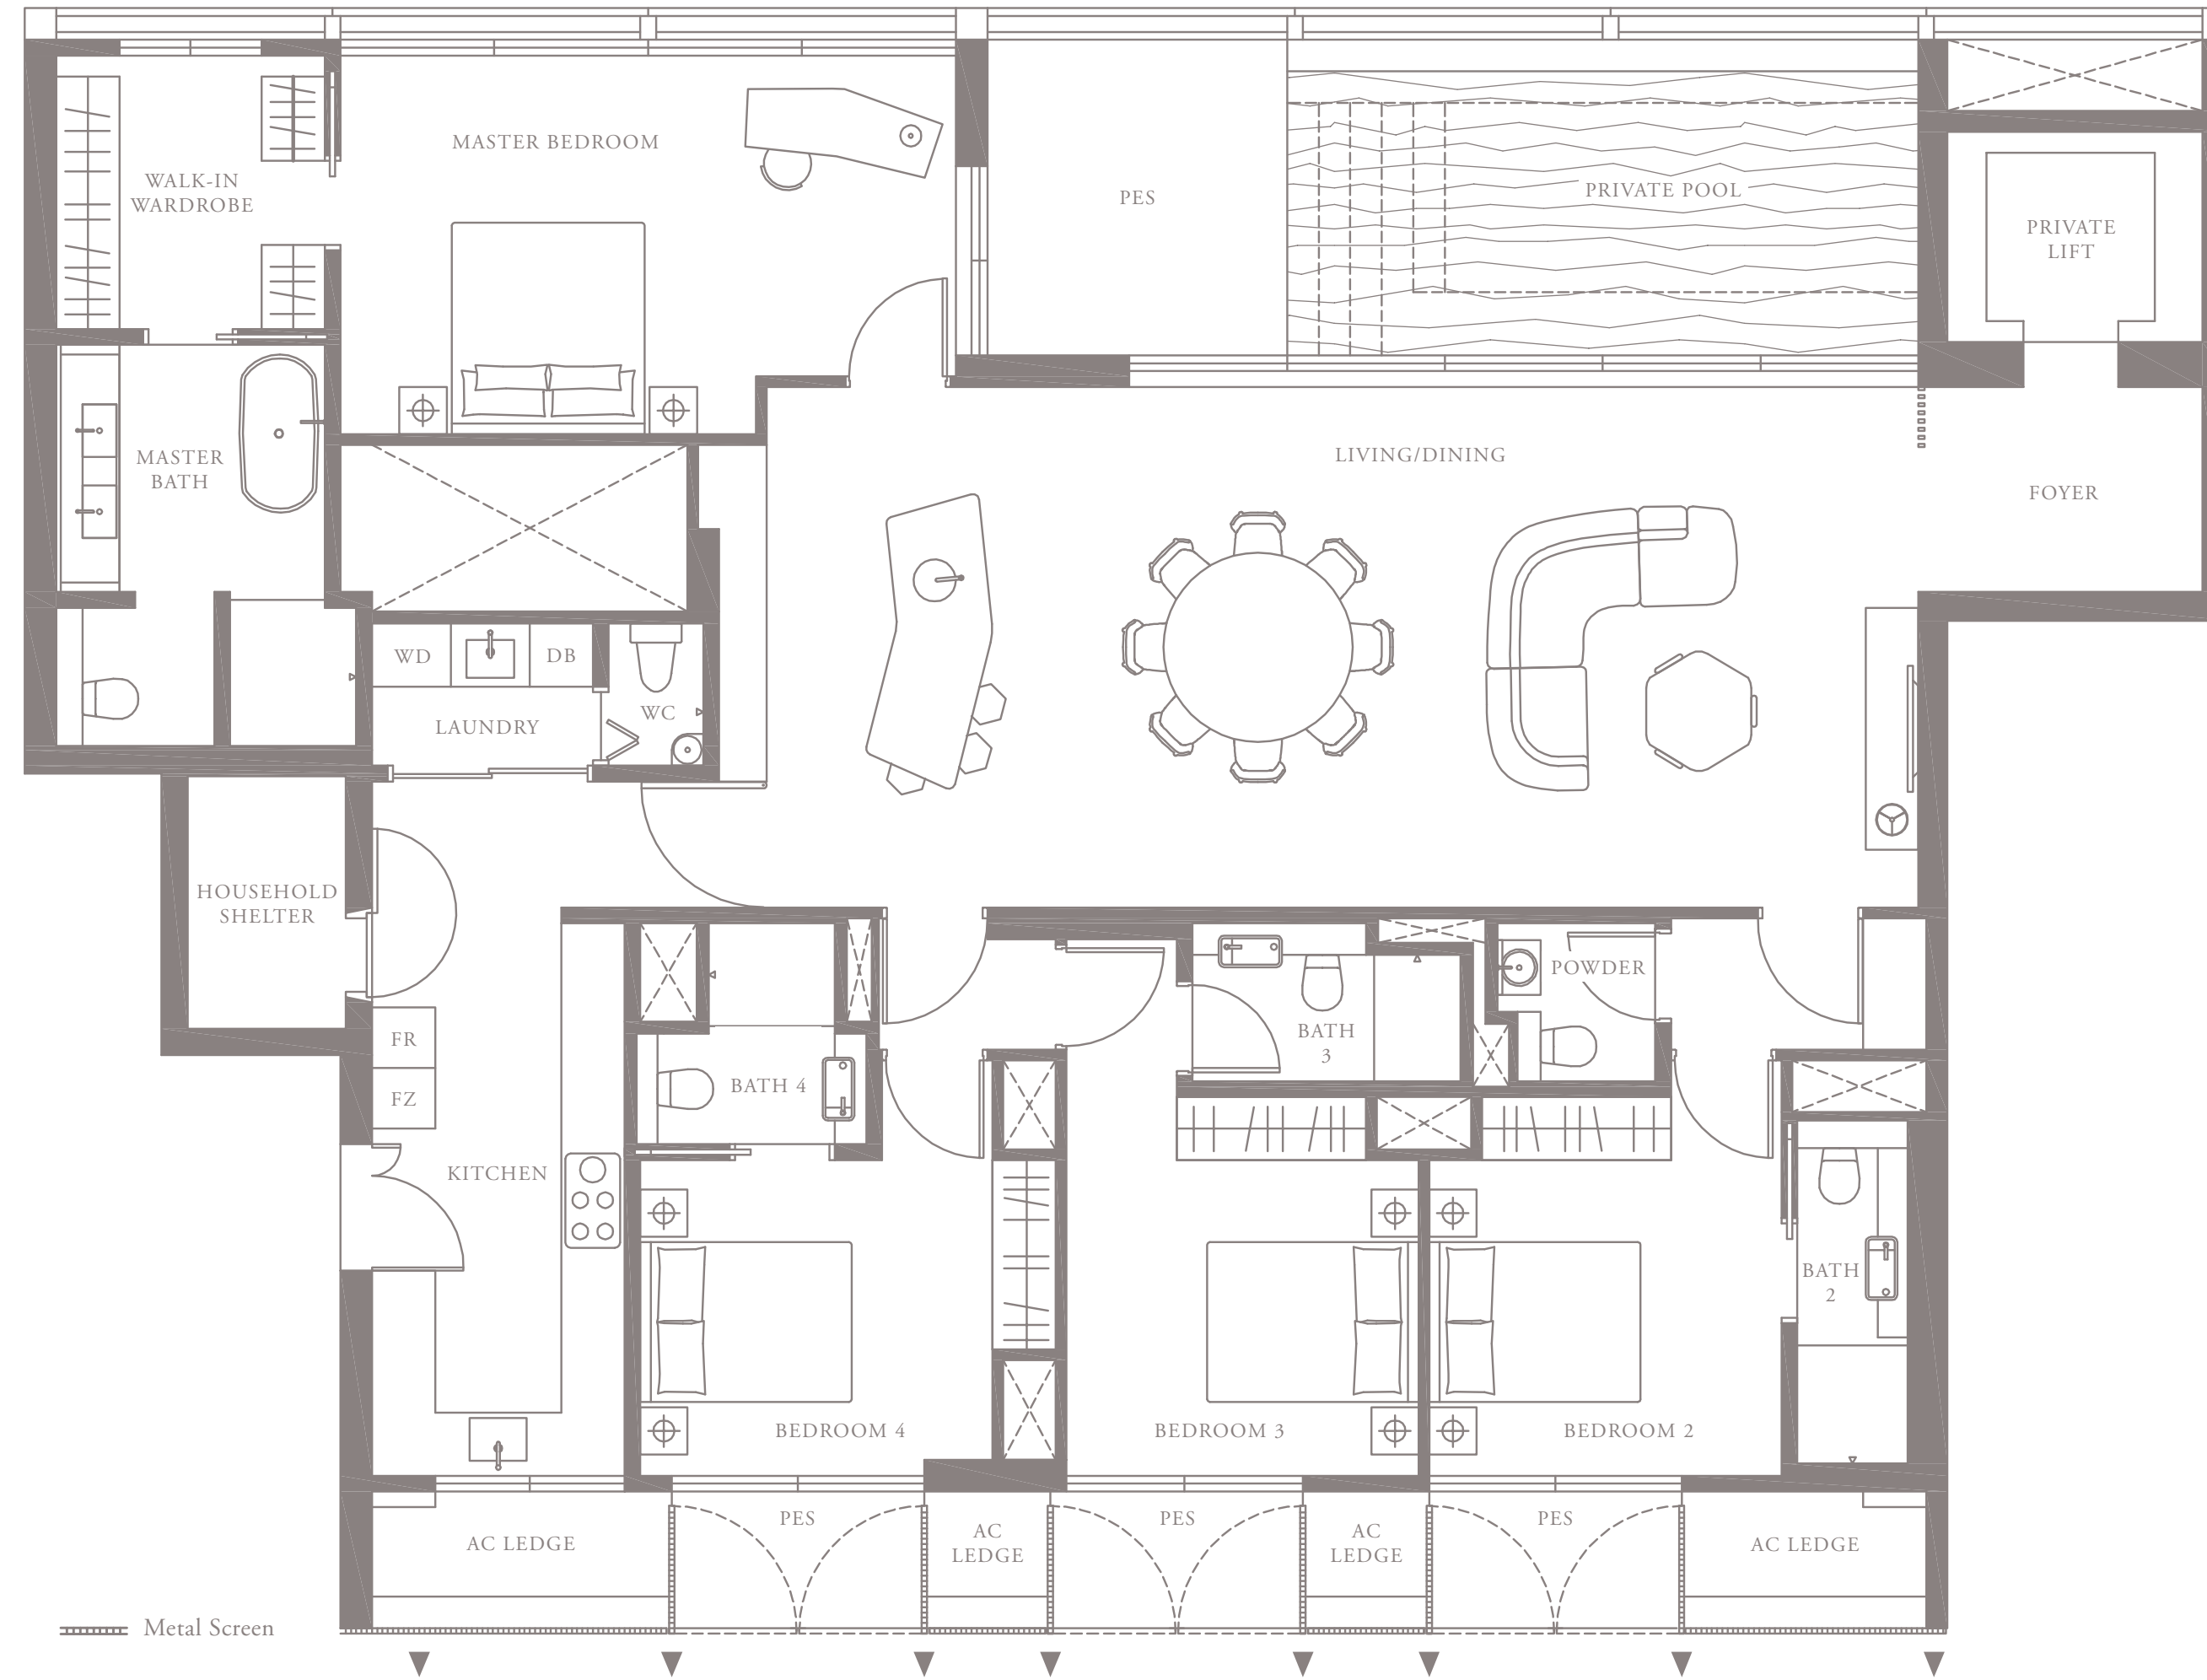 MASTER BEDROOM
WALK-IN
WARDROBE
PES
PRIVATE POOL
PRIVATE
LIFT
MASTER
BATH
LIVING/DINING
FOYER
WD
DB
LAUNDRY
WC
HOUSEHOLD
SHELTER
POWDER
FR
BATH
3
FZ
BATH 4
KITCHEN
BATH
2
BEDROOM 4
BEDROOM 3
BEDROOM 2
AC LEDGE
PES
AC
LEDGE
PES
AC
LEDGE
PES
AC LEDGE
Metal Screen